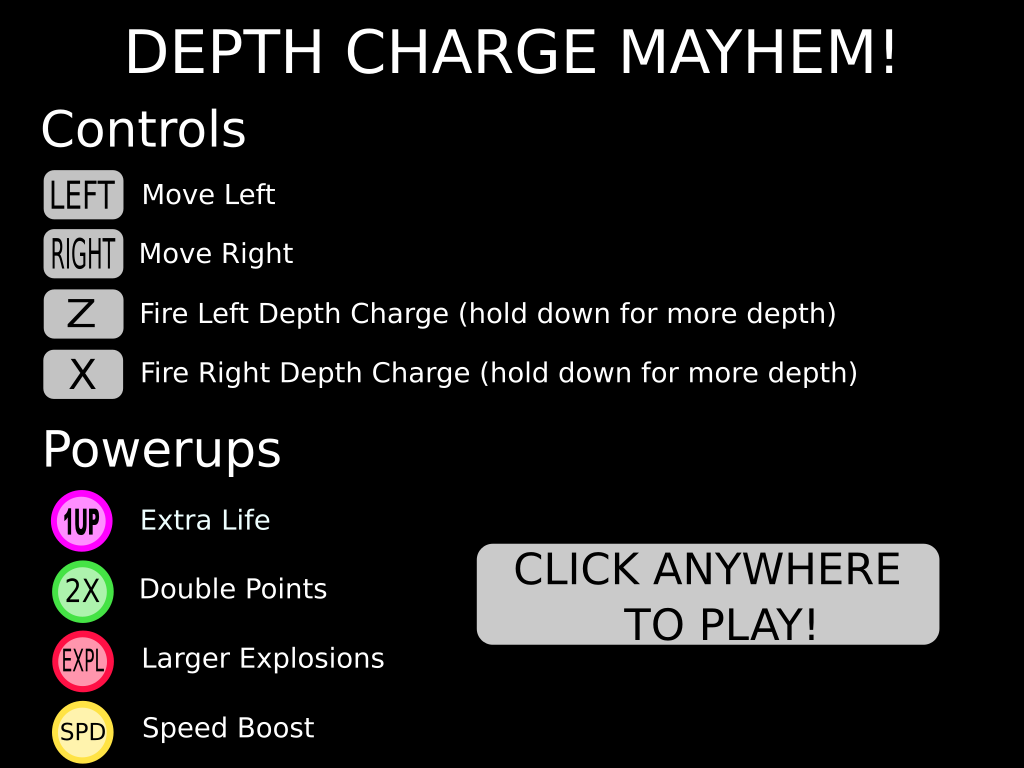 DEPTH CHARGE MAYHEM!
Controls
LEFT Move Left
RIGHT Move Right
Z Fire Left Depth Charge (hold down for more depth)
X Fire Right Depth Charge (hold down for more depth)
Powerups
1UP Extra Life
2X Double Points
EXPL Larger Explosions
SPD Speed Boost
CLICK ANYWHERE
TO PLAY!